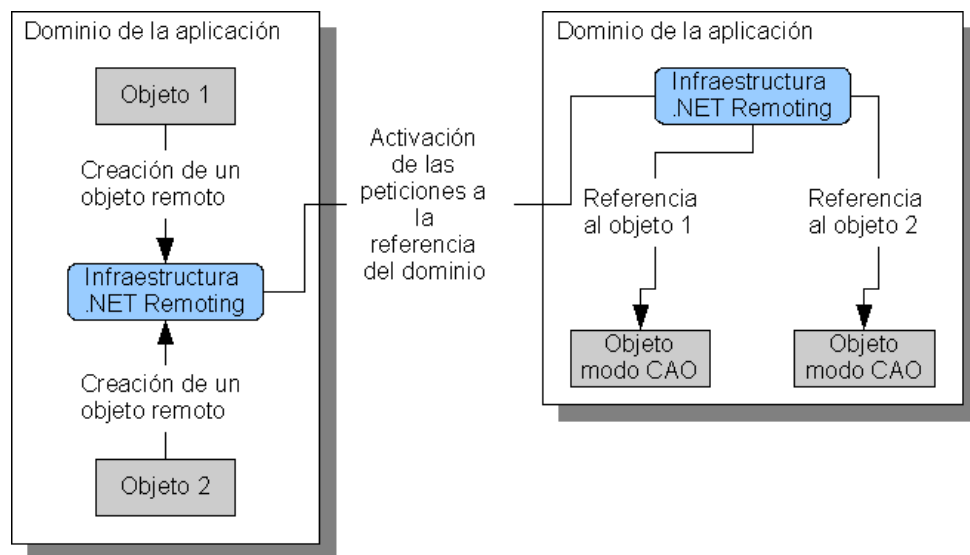 Dominio de la aplicación
Objeto 1
Creación de un
objeto remoto
Infraestructura
.NET Remoting
Creación de un
objeto remoto
Objeto 2
Activación
de las
peticiones a
la
referencia
del dominio
Dominio de la aplicación
Infraestructura
.NET Remoting
Referencia
al objeto 1
Referencia
al objeto 2
Objeto
modo CAO
Objeto
modo CAO